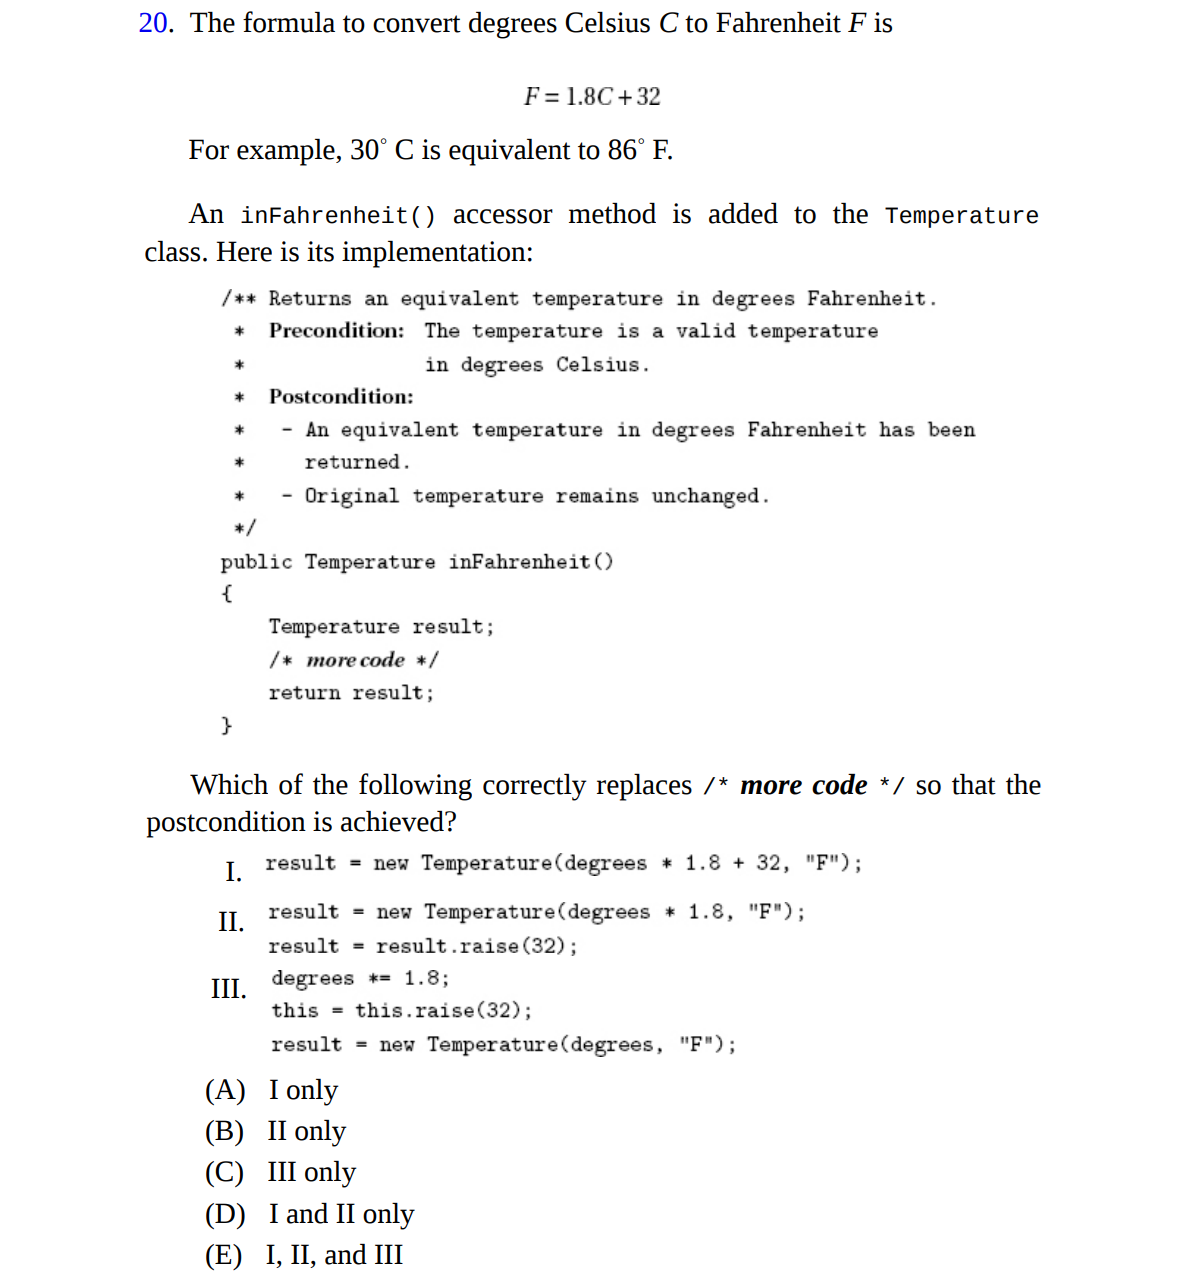 20. The formula to convert degrees Celsius C to Fahrenheit F is
F = 1.8C + 32
For example, 30° C is equivalent to 86° F.
An inFahrenheit() accessor method is added to the Temperature
class. Here is its implementation:
/** Returns an equivalent temperature in degrees Fahrenheit.
* Precondition: The temperature is a valid temperature
* in degrees Celsius.
* Postcondition:
* - An equivalent temperature in degrees Fahrenheit has been
* returned.
* - Original temperature remains unchanged.
*/
public Temperature inFahrenheit()
{
Temperature result;
/* more code */
return result;
}
Which of the following correctly replaces /* more code */ so that the
postcondition is achieved?
I. result = new Temperature(degrees * 1.8 + 32, "F");
II. result = new Temperature(degrees * 1.8, "F");
result = result.raise(32);
III. degrees *= 1.8;
this = this.raise(32);
result = new Temperature(degrees, "F");
(A) I only
(B) II only
(C) III only
(D) I and II only
(E) I, II, and III